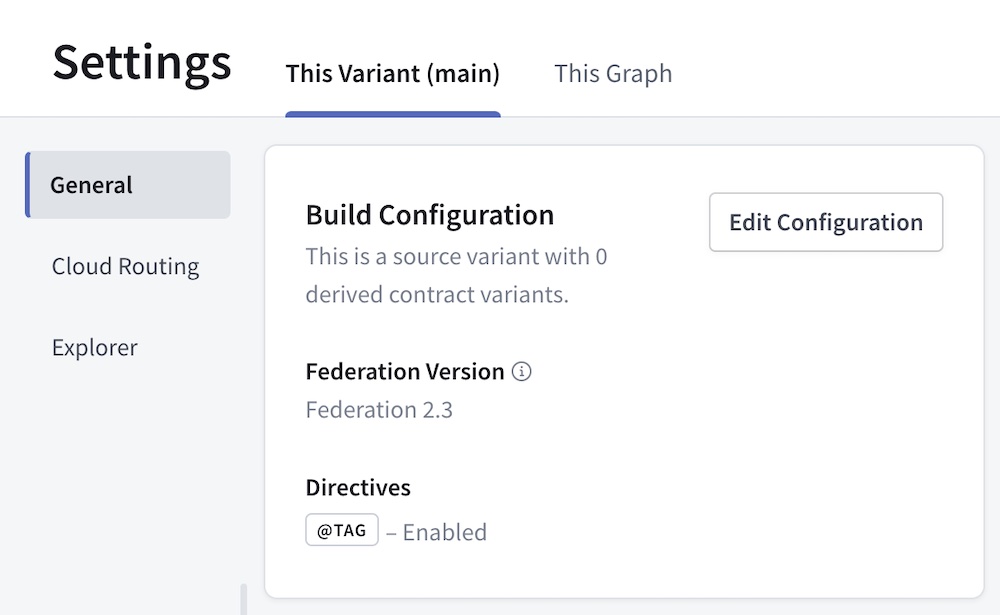 Settings
This Variant (main)
This Graph
General
Cloud Routing
Explorer
Build Configuration
Edit Configuration
This is a source variant with 0
derived contract variants.
Federation Version
Federation 2.3
Directives
@TAG – Enabled